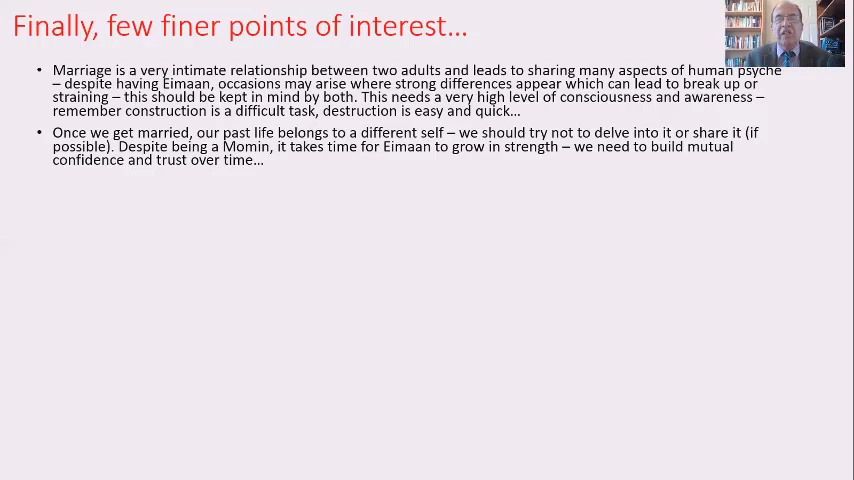 Finally, few finer points of interest...
• Marriage is a very intimate relationship between two adults and leads to sharing many aspects of human psyche
– despite having Eimaan, occasions may arise where strong differences appear which can lead to break up or
straining – this should be kept in mind by both. This needs a very high level of consciousness and awareness –
remember construction is a difficult task, destruction is easy and quick...
• Once we get married, our past life belongs to a different self – we should try not to delve into it or share it (if
possible). Despite being a Momin, it takes time for Eimaan to grow in strength – we need to build mutual
confidence and trust over time...